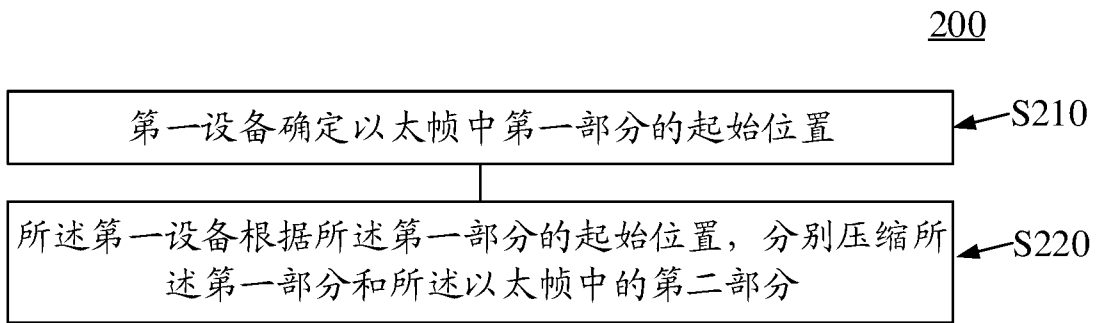 200
第一设备确定以太帧中第一部分的起始位置
S210
所述第一设备根据所述第一部分的起始位置，分别压缩所
述第一部分和所述以太帧中的第二部分
S220